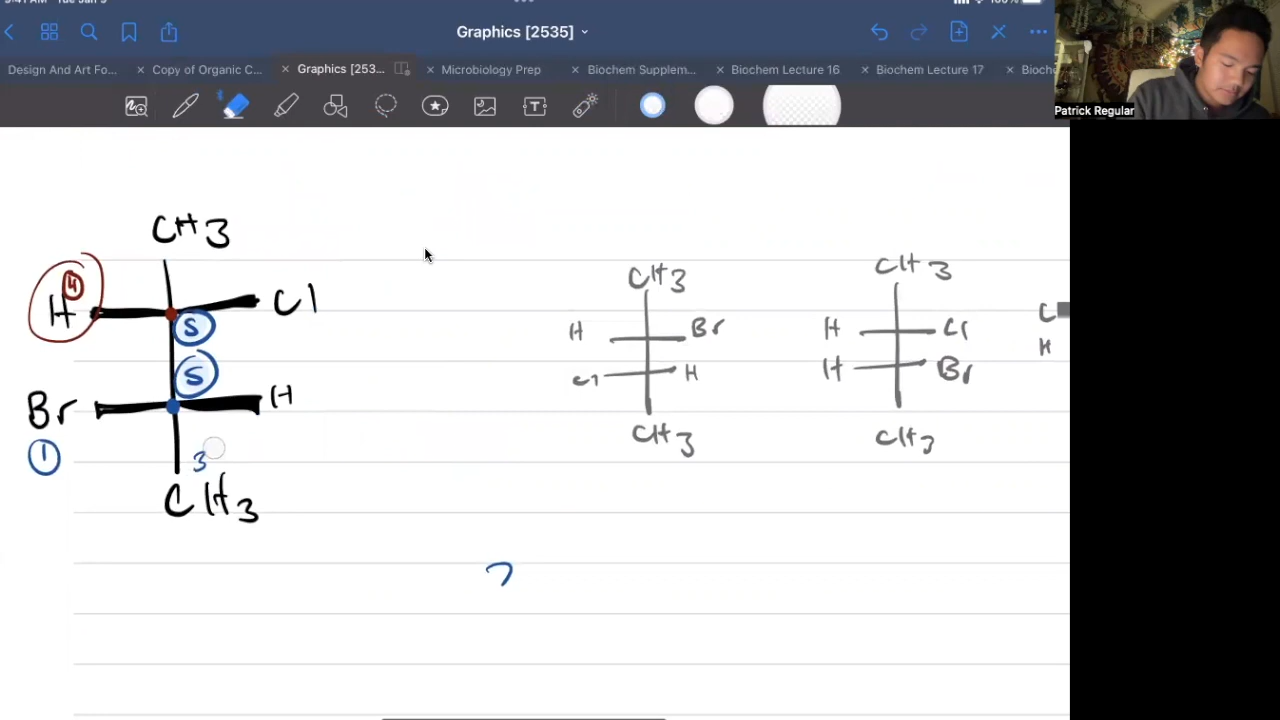 Graphics [2535]
Design And Art Fo...
Copy of Organic C...
Graphics [253...
Microbiology Prep
Biochem Supplem...
Biochem Lecture 16
Biochem Lecture 17
Patrick Regular
CH3
H 4 Cl
S
S
Br H
1
3
CH3
CH3
H Br
Cl H
CH3
CH3
H Cl
H Br
CH3
C
H
2